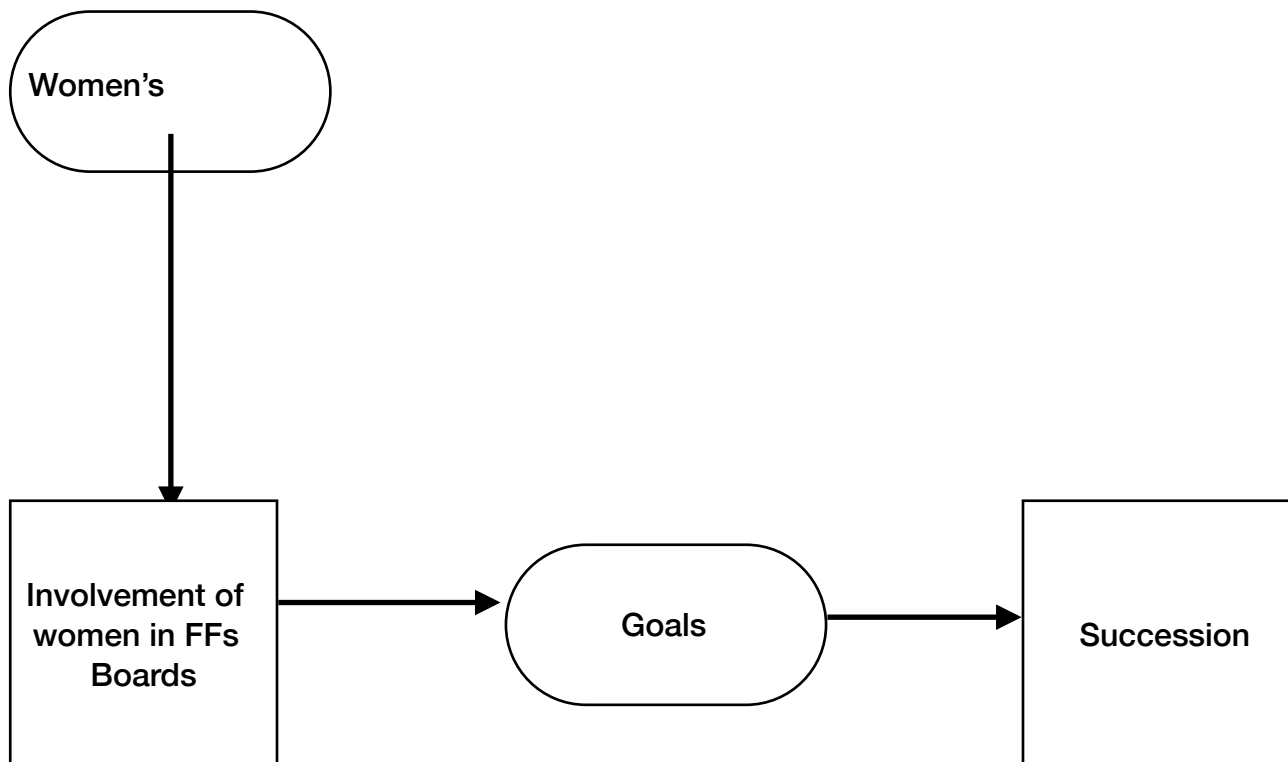 Women's
Involvement of
women in FFs
Boards
Goals
Succession